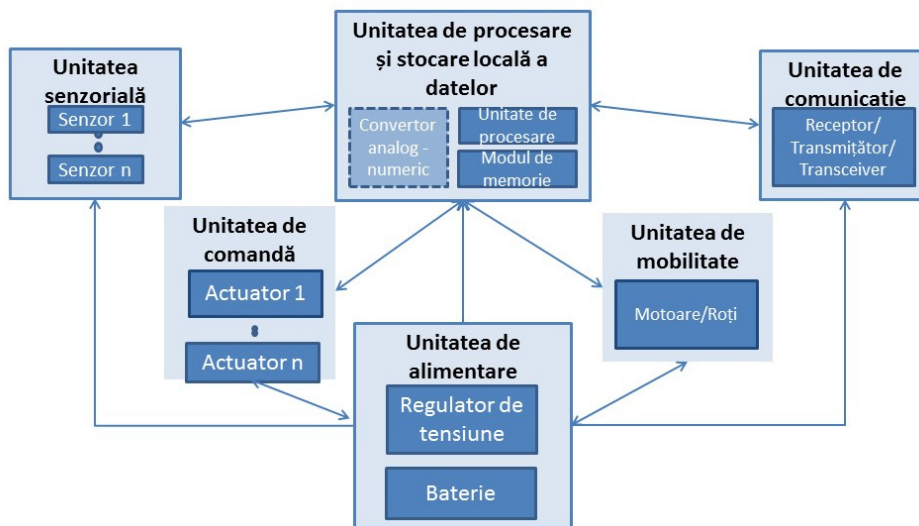 Unitatea senzorială
Senzor 1
Senzor n
Unitatea de procesare
și stocare locală a
datelor
Convertor
analog -
numeric
Unitate de
procesare
Modul de
memorie
Unitatea de
comunicatie
Receptor/
Transmițător/
Transceiver
Unitatea de
comandă
Actuator 1
Actuator n
Unitatea de
mobilitate
Motoare/Roți
Unitatea de
alimentare
Regulator de
tensiune
Baterie